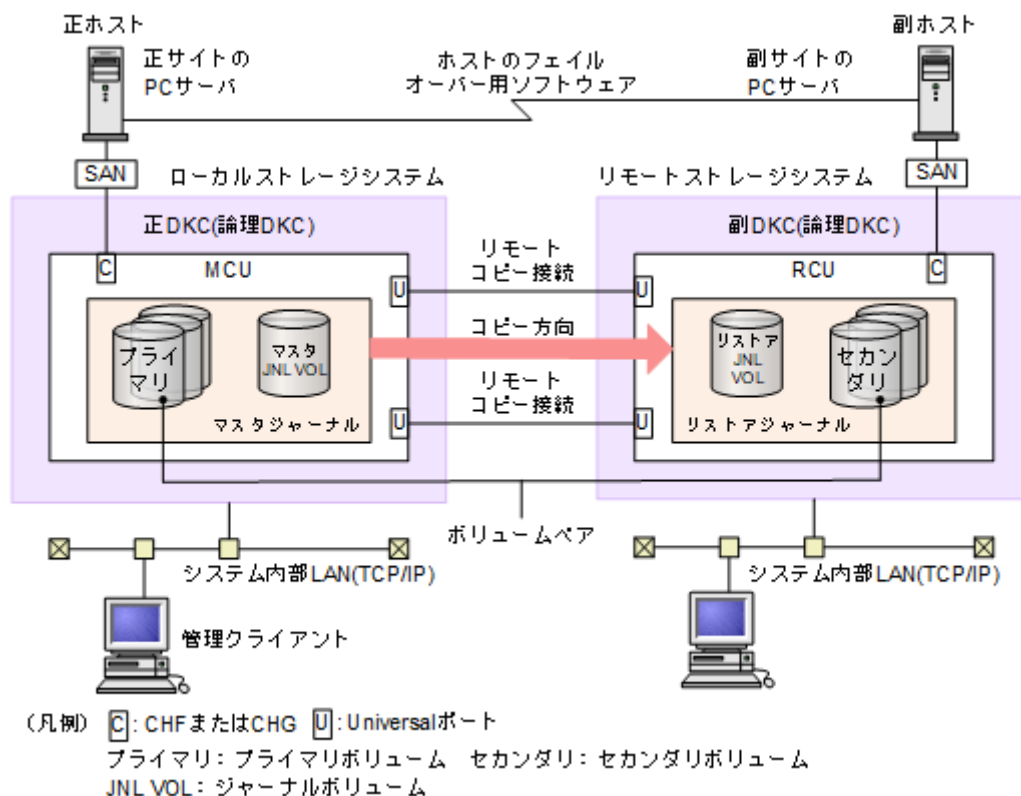 正ホスト
正サイトの
PCサーバ
ホストのフェイル
オーバー用ソフトウェア
副サイトの
PCサーバ
副ホスト
SAN
SAN
ローカルストレージシステム
リモートストレージシステム
正DKC(論理DKC)
副DKC(論理DKC)
C
MCU
U
リモート
コピー接続
U
RCU
C
プライ
マリ
マスタ
JNL VOL
コピー方向
リストア
JNL
VOL
セカン
ダリ
マスタジャーナル
U
リモート
コピー接続
U
リストアジャーナル
ボリュームペア
システム内部LAN(TCP/IP)
システム内部LAN(TCP/IP)
管理クライアント
(凡例) C: CHFまたはCHG U: Universalポート
プライマリ: プライマリボリューム セカンダリ: セカンダリボリューム
JNL VOL: ジャーナルボリューム